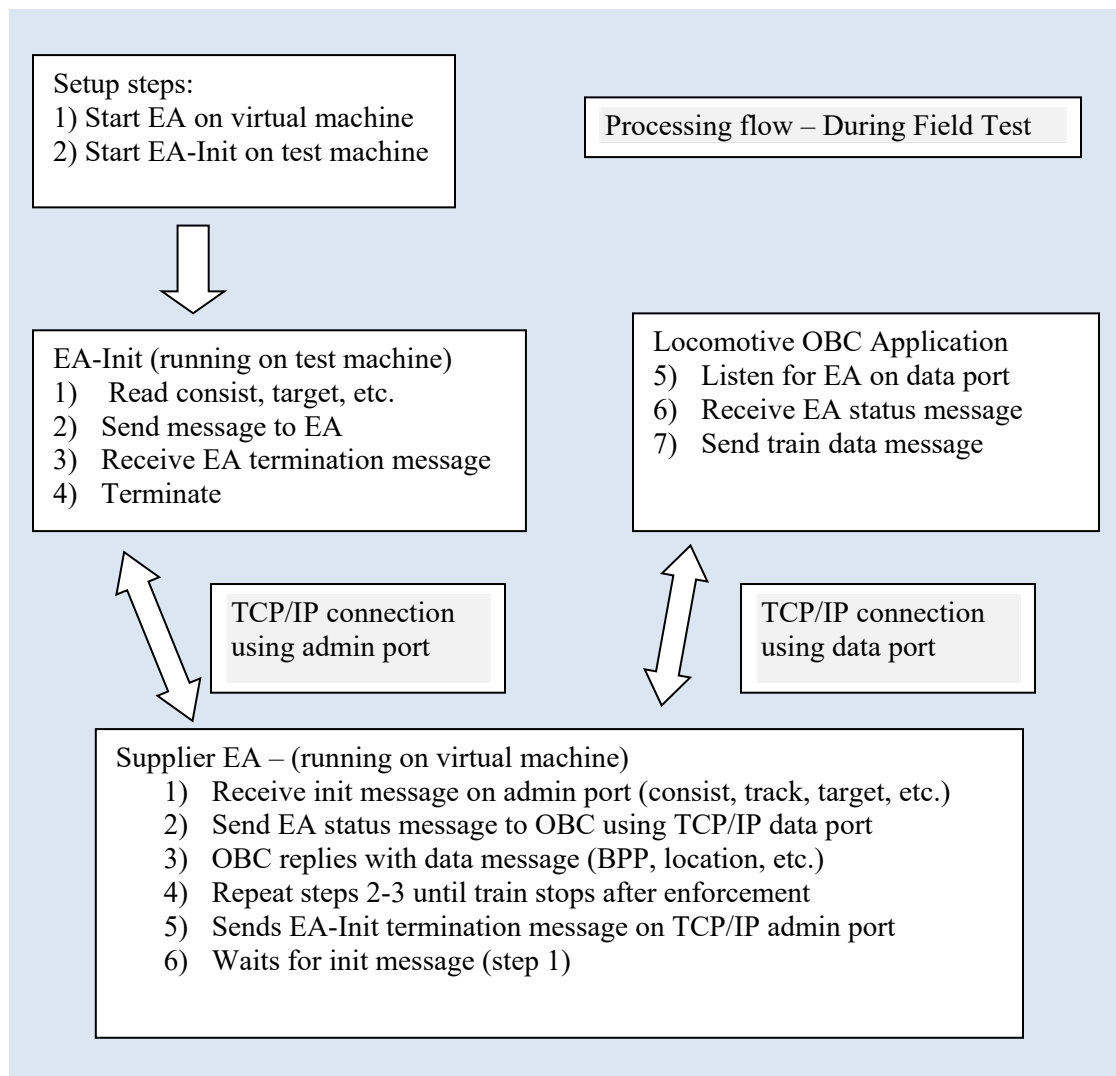 Setup steps:
1) Start EA on virtual machine
2) Start EA-Init on test machine
Processing flow – During Field Test
EA-Init (running on test machine)
1) Read consist, target, etc.
2) Send message to EA
3) Receive EA termination message
4) Terminate
Locomotive OBC Application
5) Listen for EA on data port
6) Receive EA status message
7) Send train data message
TCP/IP connection
using admin port
TCP/IP connection
using data port
Supplier EA – (running on virtual machine)
1) Receive init message on admin port (consist, track, target, etc.)
2) Send EA status message to OBC using TCP/IP data port
3) OBC replies with data message (BPP, location, etc.)
4) Repeat steps 2-3 until train stops after enforcement
5) Sends EA-Init termination message on TCP/IP admin port
6) Waits for init message (step 1)